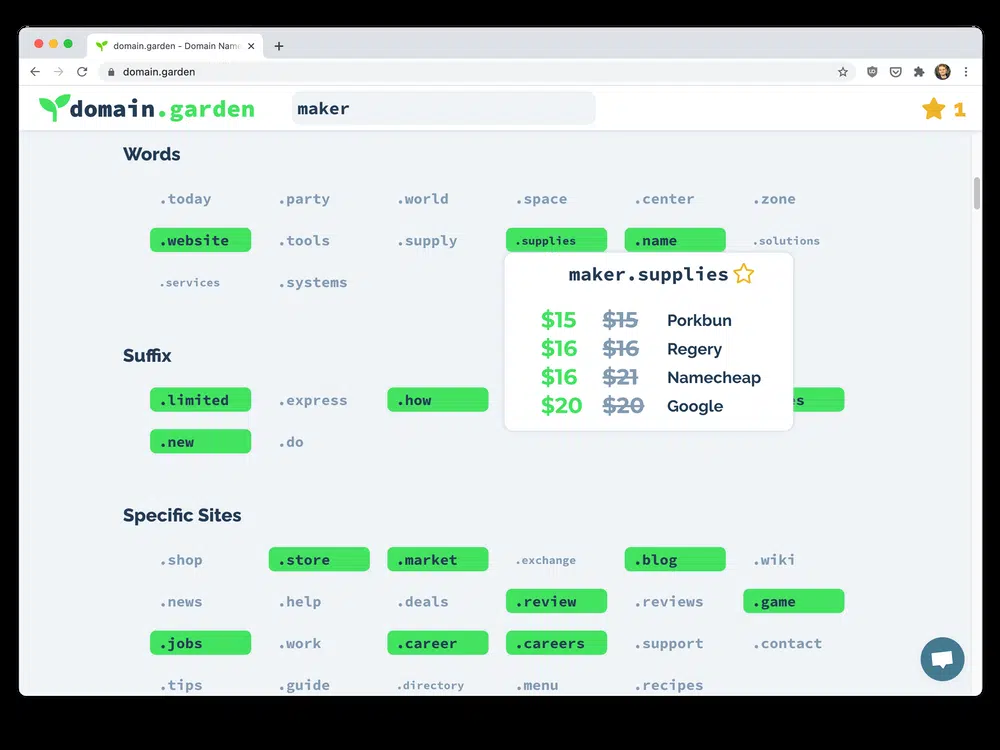 domain.garden - Domain Nam
domain.garden
domain.garden maker 1
Words
.today .party .world .space .center .zone
.website .tools .supply .supplies .name .solutions
.services .systems
maker.supplies
$15 $15 Porkbun
$16 $16 Regery
$16 $21 Namecheap
$20 $20 Google
Suffix
.limited .express .how s
.new .do
Specific Sites
.shop .store .market .exchange .blog .wiki
.news .help .deals .review .reviews .game
.jobs .work .career .careers .support .contact
.tips .guide .directory .menu .recipes